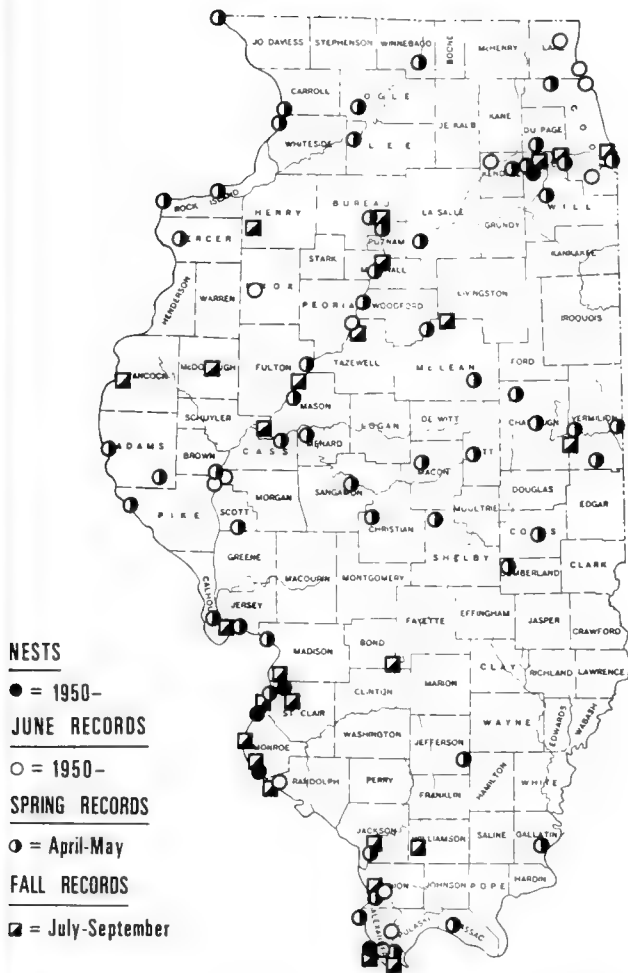 JO DAVIESS
STEPHENSON
WINNEBAGO
BOONE
McHENRY
LAKE
CARROLL
OGLE
KANE
DE KALB
DU PAGE
WHITESIDE
LEE
WILL
ROCK ISLAND
HENRY
BUREAU
LA SALLE
PUTNAM
GRUNDY
MERCER
KANKAKEE
STARK
HENDERSON
WARREN
KNOX
PEORIA
WOODFORD
LIVINGSTON
IROQUOIS
FULTON
TAZEWELL
FORD
HANCOCK
McDONOUGH
McLEAN
MASON
SCHUYLER
LOGAN
DE WITT
VERMILION
ADAMS
BROWN
CASS
MENARD
MACON
MORGAN
SANGAMON
DOUGLAS
EDGAR
PIKE
SCOTT
CHRISTIAN
MOULTRIE
COLES
GREENE
SHELBY
CLARK
CUMBERLAND
MACOUPIN
MONTGOMERY
CALHOUN
JERSEY
FAYETTE
EFFINGHAM
JASPER
CRAWFORD
MADISON
BOND
NESTS
● = 1950-
JUNE RECORDS
○ = 1950-
SPRING RECORDS
◑ = April-May
FALL RECORDS
◪ = July-September
MARION
CLAY
RICHLAND
LAWRENCE
CLINTON
ST CLAIR
WAYNE
EDWARDS
WABASH
WASHINGTON
JEFFERSON
MONROE
RANDOLPH
PERRY
HAMILTON
WHITE
FRANKLIN
JACKSON
WILLIAMSON
SALINE
GALLATIN
UNION
JOHNSON
POPE
HARDIN
PULASKI